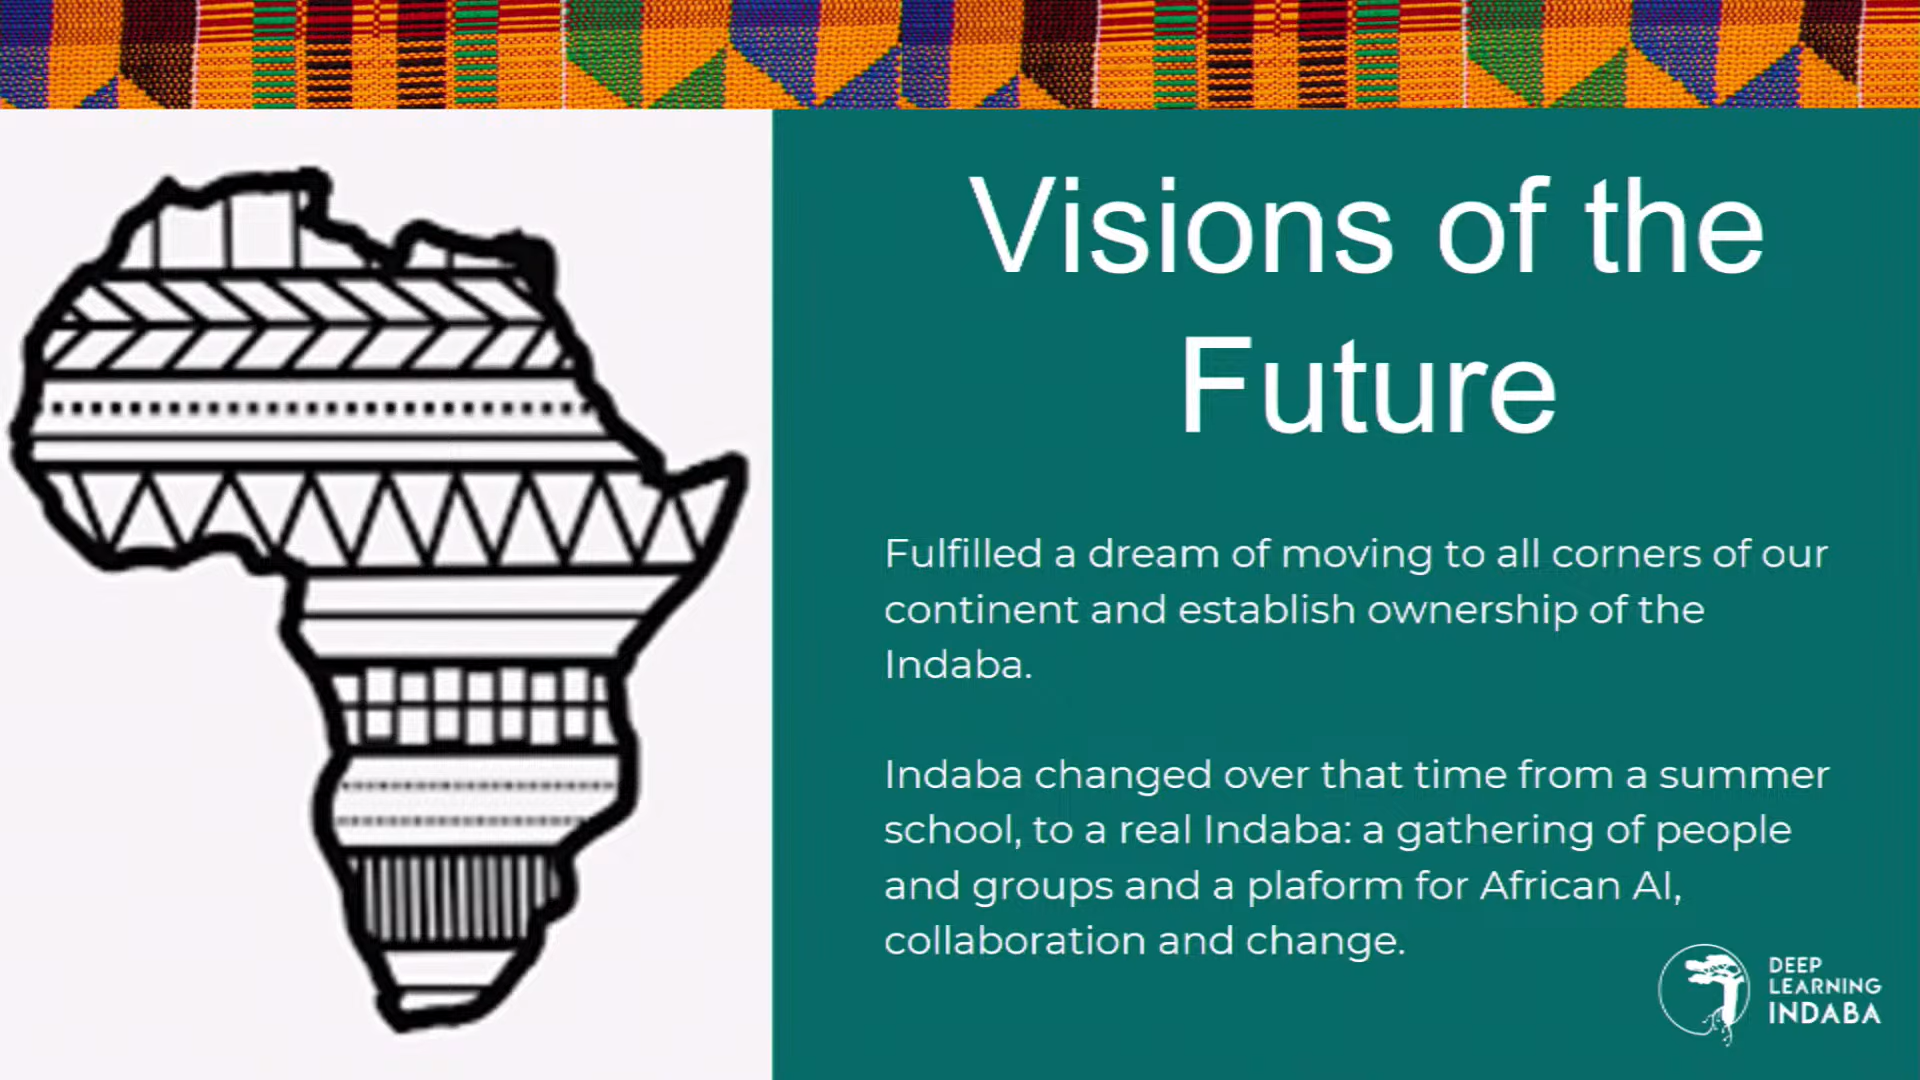 Visions of the
Future
Fulfilled a dream of moving to all corners of our
continent and establish ownership of the
Indaba.
Indaba changed over that time from a summer
school, to a real Indaba: a gathering of people
and groups and a plaform for African AI,
collaboration and change.
DEEP
LEARNING
INDABA